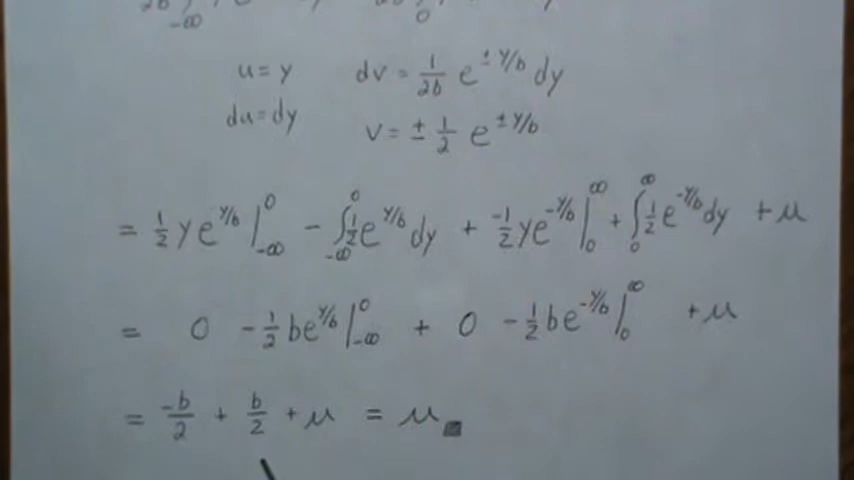 -∞ 0
u = y dv = 1/2b e^{± y/b} dy
du = dy v = ± 1/2 e^{± y/b}
= 1/2 y e^{y/b} |_{-∞}^{0} - ∫_{-∞}^{0} 1/2 e^{y/b} dy + -1/2 y e^{-y/b} |_{0}^{∞} + ∫_{0}^{∞} 1/2 e^{-y/b} dy + μ
= 0 - 1/2 b e^{y/b} |_{-∞}^{0} + 0 - 1/2 b e^{-y/b} |_{0}^{∞} + μ
= -b/2 + b/2 + μ = μ